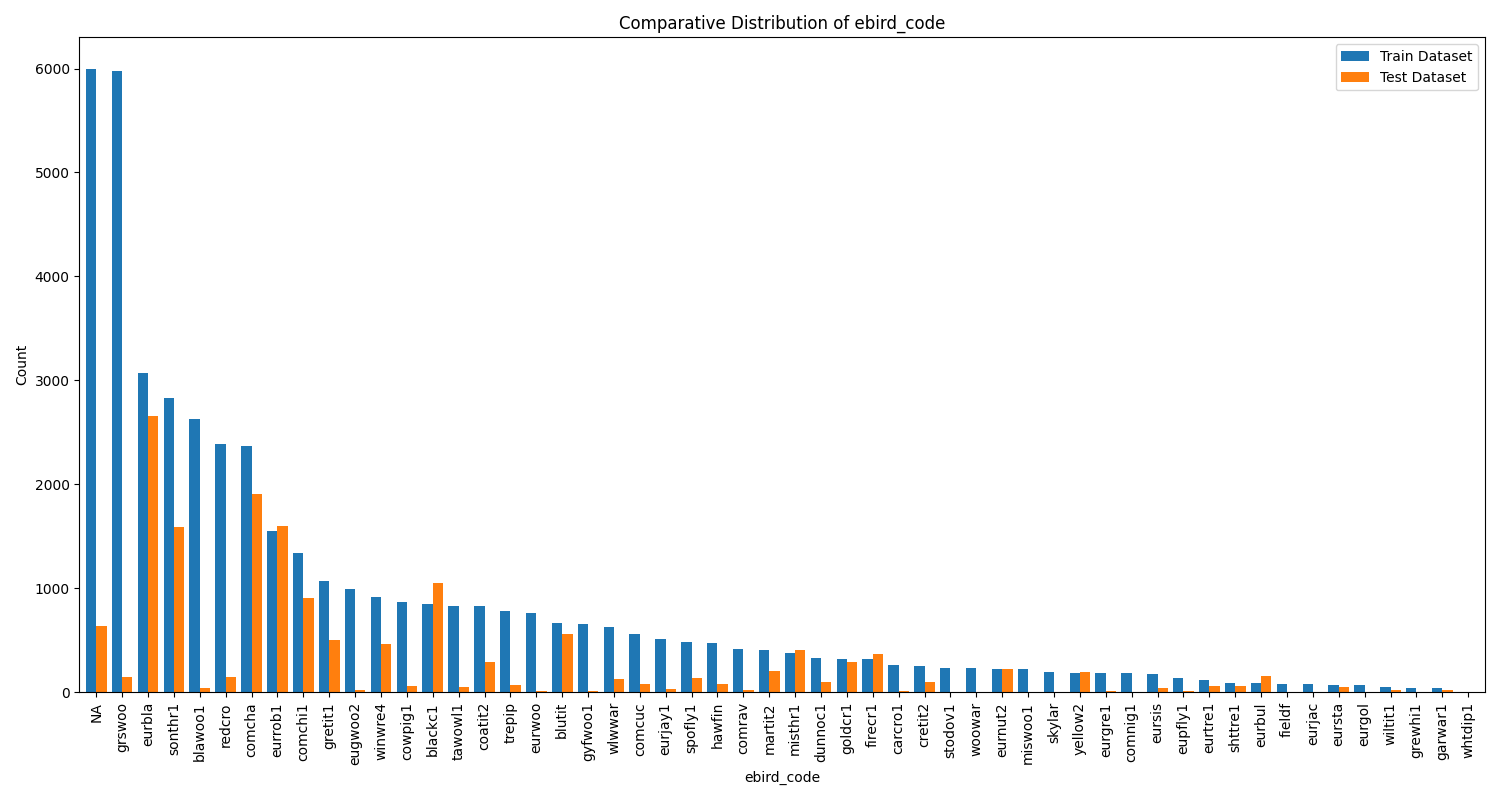 Comparative Distribution of ebird_code
Train Dataset
Test Dataset
6000
5000
4000
3000
2000
1000
0
Count
NA
grswoo
eurbla
sonthr1
blawoo1
redcro
comcha
eurrob1
comchi1
gretit1
eugwoo2
winwre4
cowpig1
blackc1
tawowl1
coatit2
trepip
eurwoo
blutit
gyfwoo1
wlwwar
comcuc
eurjay1
spofly1
hawfin
comrav
martit2
misthr1
dunnoc1
goldcr1
firecr1
carcro1
cretit2
stodov1
woowar
eurnut2
miswoo1
skylar
yellow2
eurgre1
comnig1
eursis
eupfly1
eurtre1
shttre1
eurbul
fieldf
eurjac
eursta
eurgol
wiltit1
grewhi1
garwar1
whtdip1
ebird_code